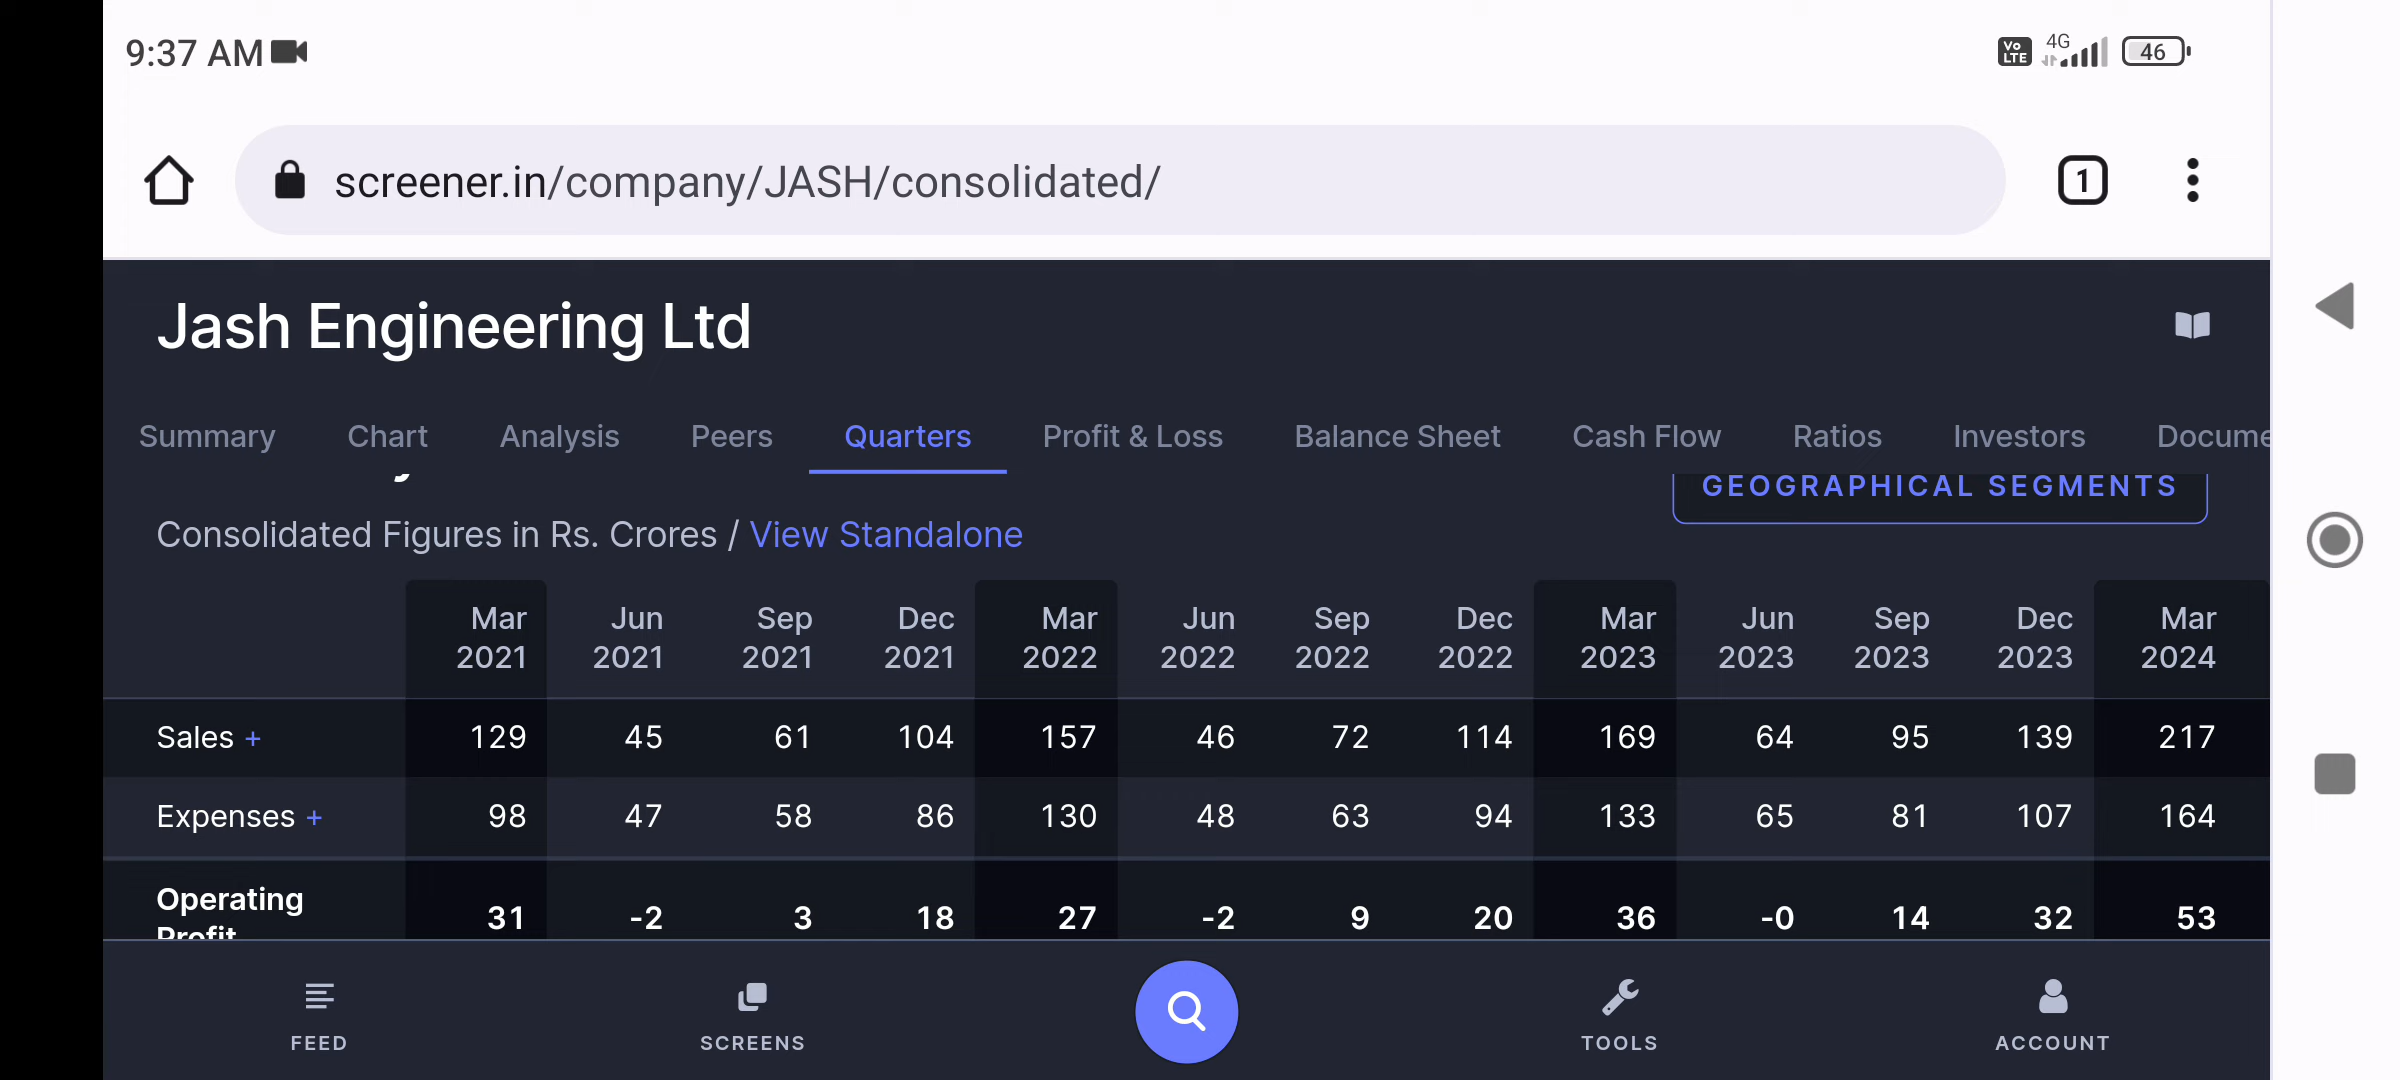 9:37 AM Vo LTE 4G 46
screener.in/company/JASH/consolidated/ 1
Jash Engineering Ltd
Summary Chart Analysis Peers Quarters Profit & Loss Balance Sheet Cash Flow Ratios Investors Docume
GEOGRAPHICAL SEGMENTS
Consolidated Figures in Rs. Crores / View Standalone
Mar Jun Sep Dec Mar Jun Sep Dec Mar Jun Sep Dec Mar
2021 2021 2021 2021 2022 2022 2022 2022 2023 2023 2023 2023 2024
Sales + 129 45 61 104 157 46 72 114 169 64 95 139 217
Expenses + 98 47 58 86 130 48 63 94 133 65 81 107 164
Operating
Profit 31 -2 3 18 27 -2 9 20 36 -0 14 32 53
FEED SCREENS TOOLS ACCOUNT